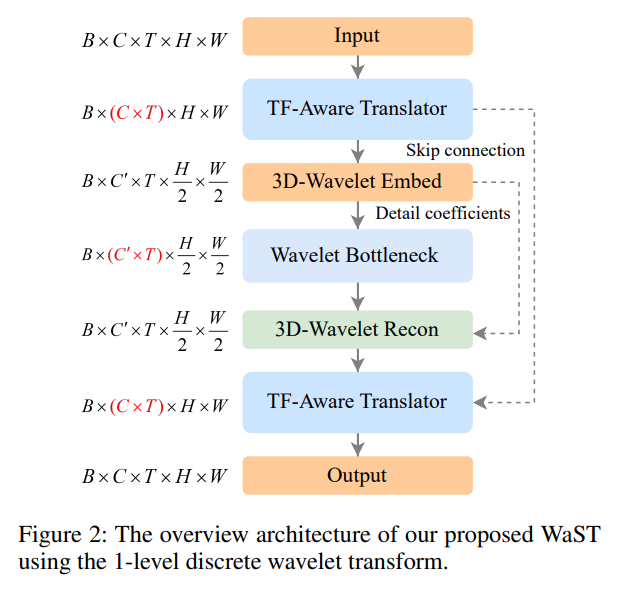 B×C×T×H×W Input
B×(C×T)×H×W TF-Aware Translator
Skip connection
B×C′×T×H/2×W/2 3D-Wavelet Embed
Detail coefficients
B×(C′×T)×H/2×W/2 Wavelet Bottleneck
B×C′×T×H/2×W/2 3D-Wavelet Recon
B×(C×T)×H×W TF-Aware Translator
B×C×T×H×W Output
Figure 2: The overview architecture of our proposed WaST
using the 1-level discrete wavelet transform.